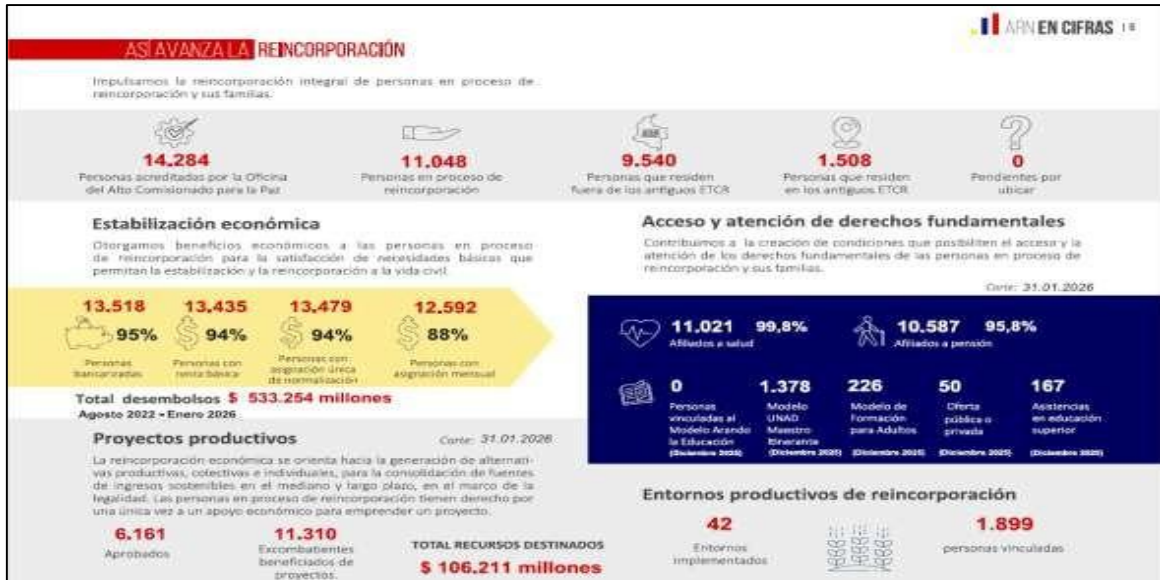 ARN EN CIFRAS | 6
ASÍ AVANZA LA REINCORPORACIÓN
Impulsamos la reincorporación integral de personas en proceso de
reincorporación y sus familias.
14.284
Personas acreditadas por la Oficina
del Alto Comisionado para la Paz
11.048
Personas en proceso de
reincorporación
9.540
Personas que residen
fuera de los antiguos ETCR
1.508
Personas que residen
en los antiguos ETCR
0
Pendientes por
ubicar
Estabilización económica
Otorgamos beneficios económicos a las personas en proceso
de reincorporación para la satisfacción de necesidades básicas que
permitan la estabilización y la reincorporación a la vida civil.
13.518
95%
Personas
bancarizadas
13.435
94%
Personas con
renta básica
13.479
94%
Personas con
asignación única
de normalización
12.592
88%
Personas con
asignación mensual
Total desembolsos $ 533.254 millones
Agosto 2022 - Enero 2026
Proyectos productivos
Corte: 31.01.2026
La reincorporación económica se orienta hacia la generación de alternati-
vas productivas, colectivas e individuales, para la consolidación de fuentes
de ingresos sostenibles en el mediano y largo plazo, en el marco de la
legalidad. Las personas en proceso de reincorporación tienen derecho por
una única vez a un apoyo económico para emprender un proyecto.
6.161
Aprobados
11.310
Excombatientes
beneficiados de
proyectos.
TOTAL RECURSOS DESTINADOS
$ 106.211 millones
Acceso y atención de derechos fundamentales
Contribuimos a la creación de condiciones que posibiliten el acceso y la
atención de los derechos fundamentales de las personas en proceso de
reincorporación y sus familias.
Corte: 31.01.2026
11.021 99,8%
Afiliados a salud
10.587 95,8%
Afiliados a pensión
0
Personas
vinculadas al
Modelo Arando
la Educación
(Diciembre 2025)
1.378
Modelo
UNAD
Maestro
Itinerante
(Diciembre 2025)
226
Modelo de
Formación
para Adultos
(Diciembre 2025)
50
Oferta
pública o
privada
(Diciembre 2025)
167
Asistencias
en educación
superior
(Diciembre 2025)
Entornos productivos de reincorporación
42
Entornos
implementados
1.899
personas vinculadas